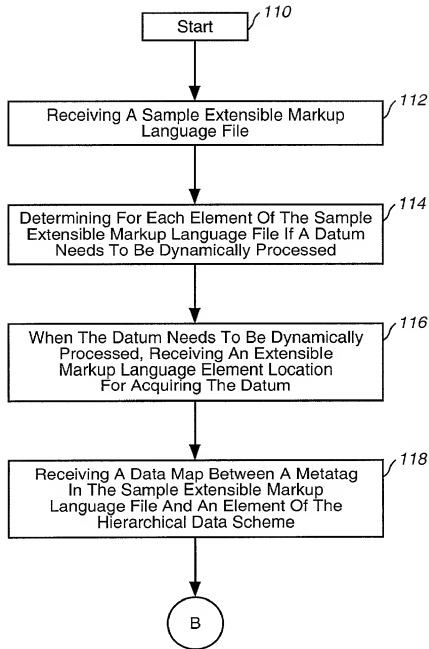 Start
110
Receiving A Sample Extensible Markup
Language File
112
Determining For Each Element Of The Sample
Extensible Markup Language File If A Datum
Needs To Be Dynamically Processed
114
When The Datum Needs To Be Dynamically
Processed, Receiving An Extensible
Markup Language Element Location
For Acquiring The Datum
116
Receiving A Data Map Between A Metatag
In The Sample Extensible Markup
Language File And An Element Of The
Hierarchical Data Scheme
118
B